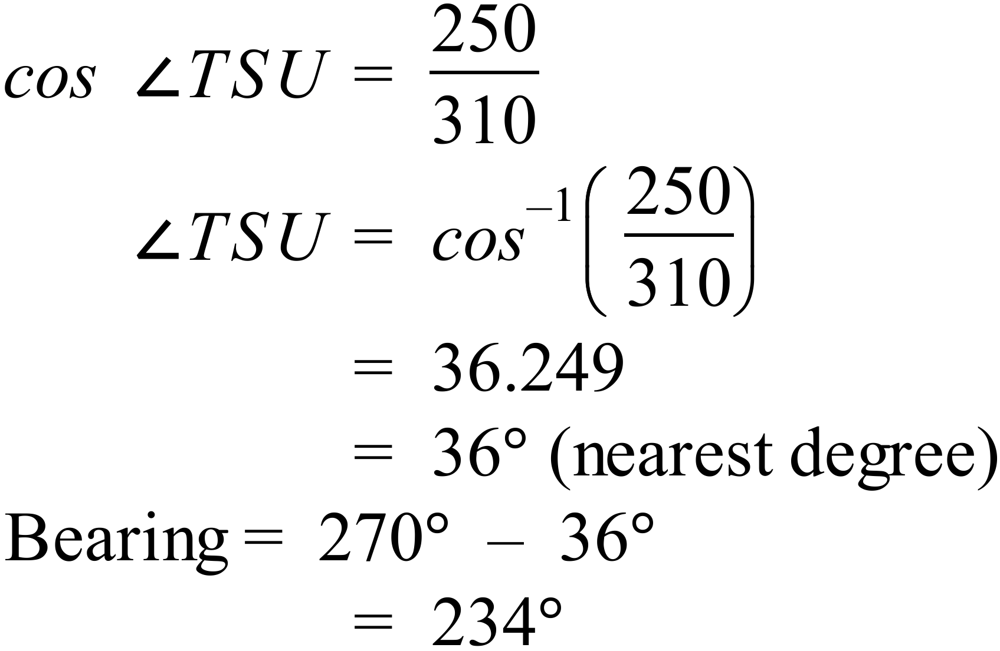 cos ∠TSU = 250/310
∠TSU = cos⁻¹(250/310)
= 36.249
= 36° (nearest degree)
Bearing = 270° – 36°
= 234°